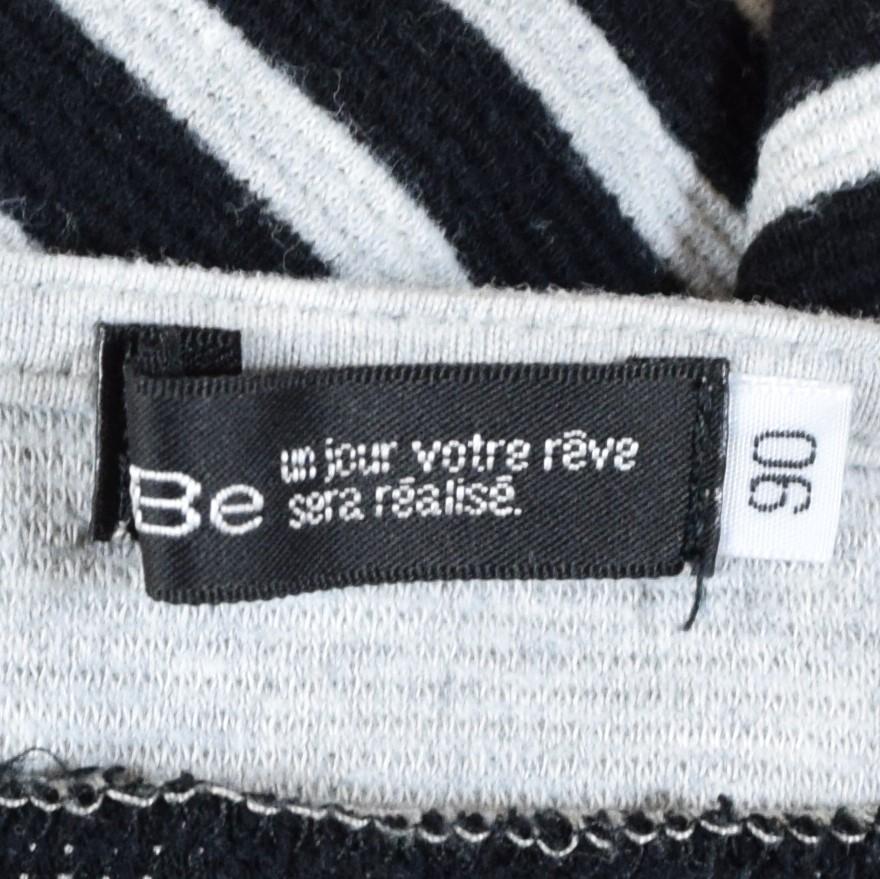 Be
un jour votre rêve
sera réalisé.
90